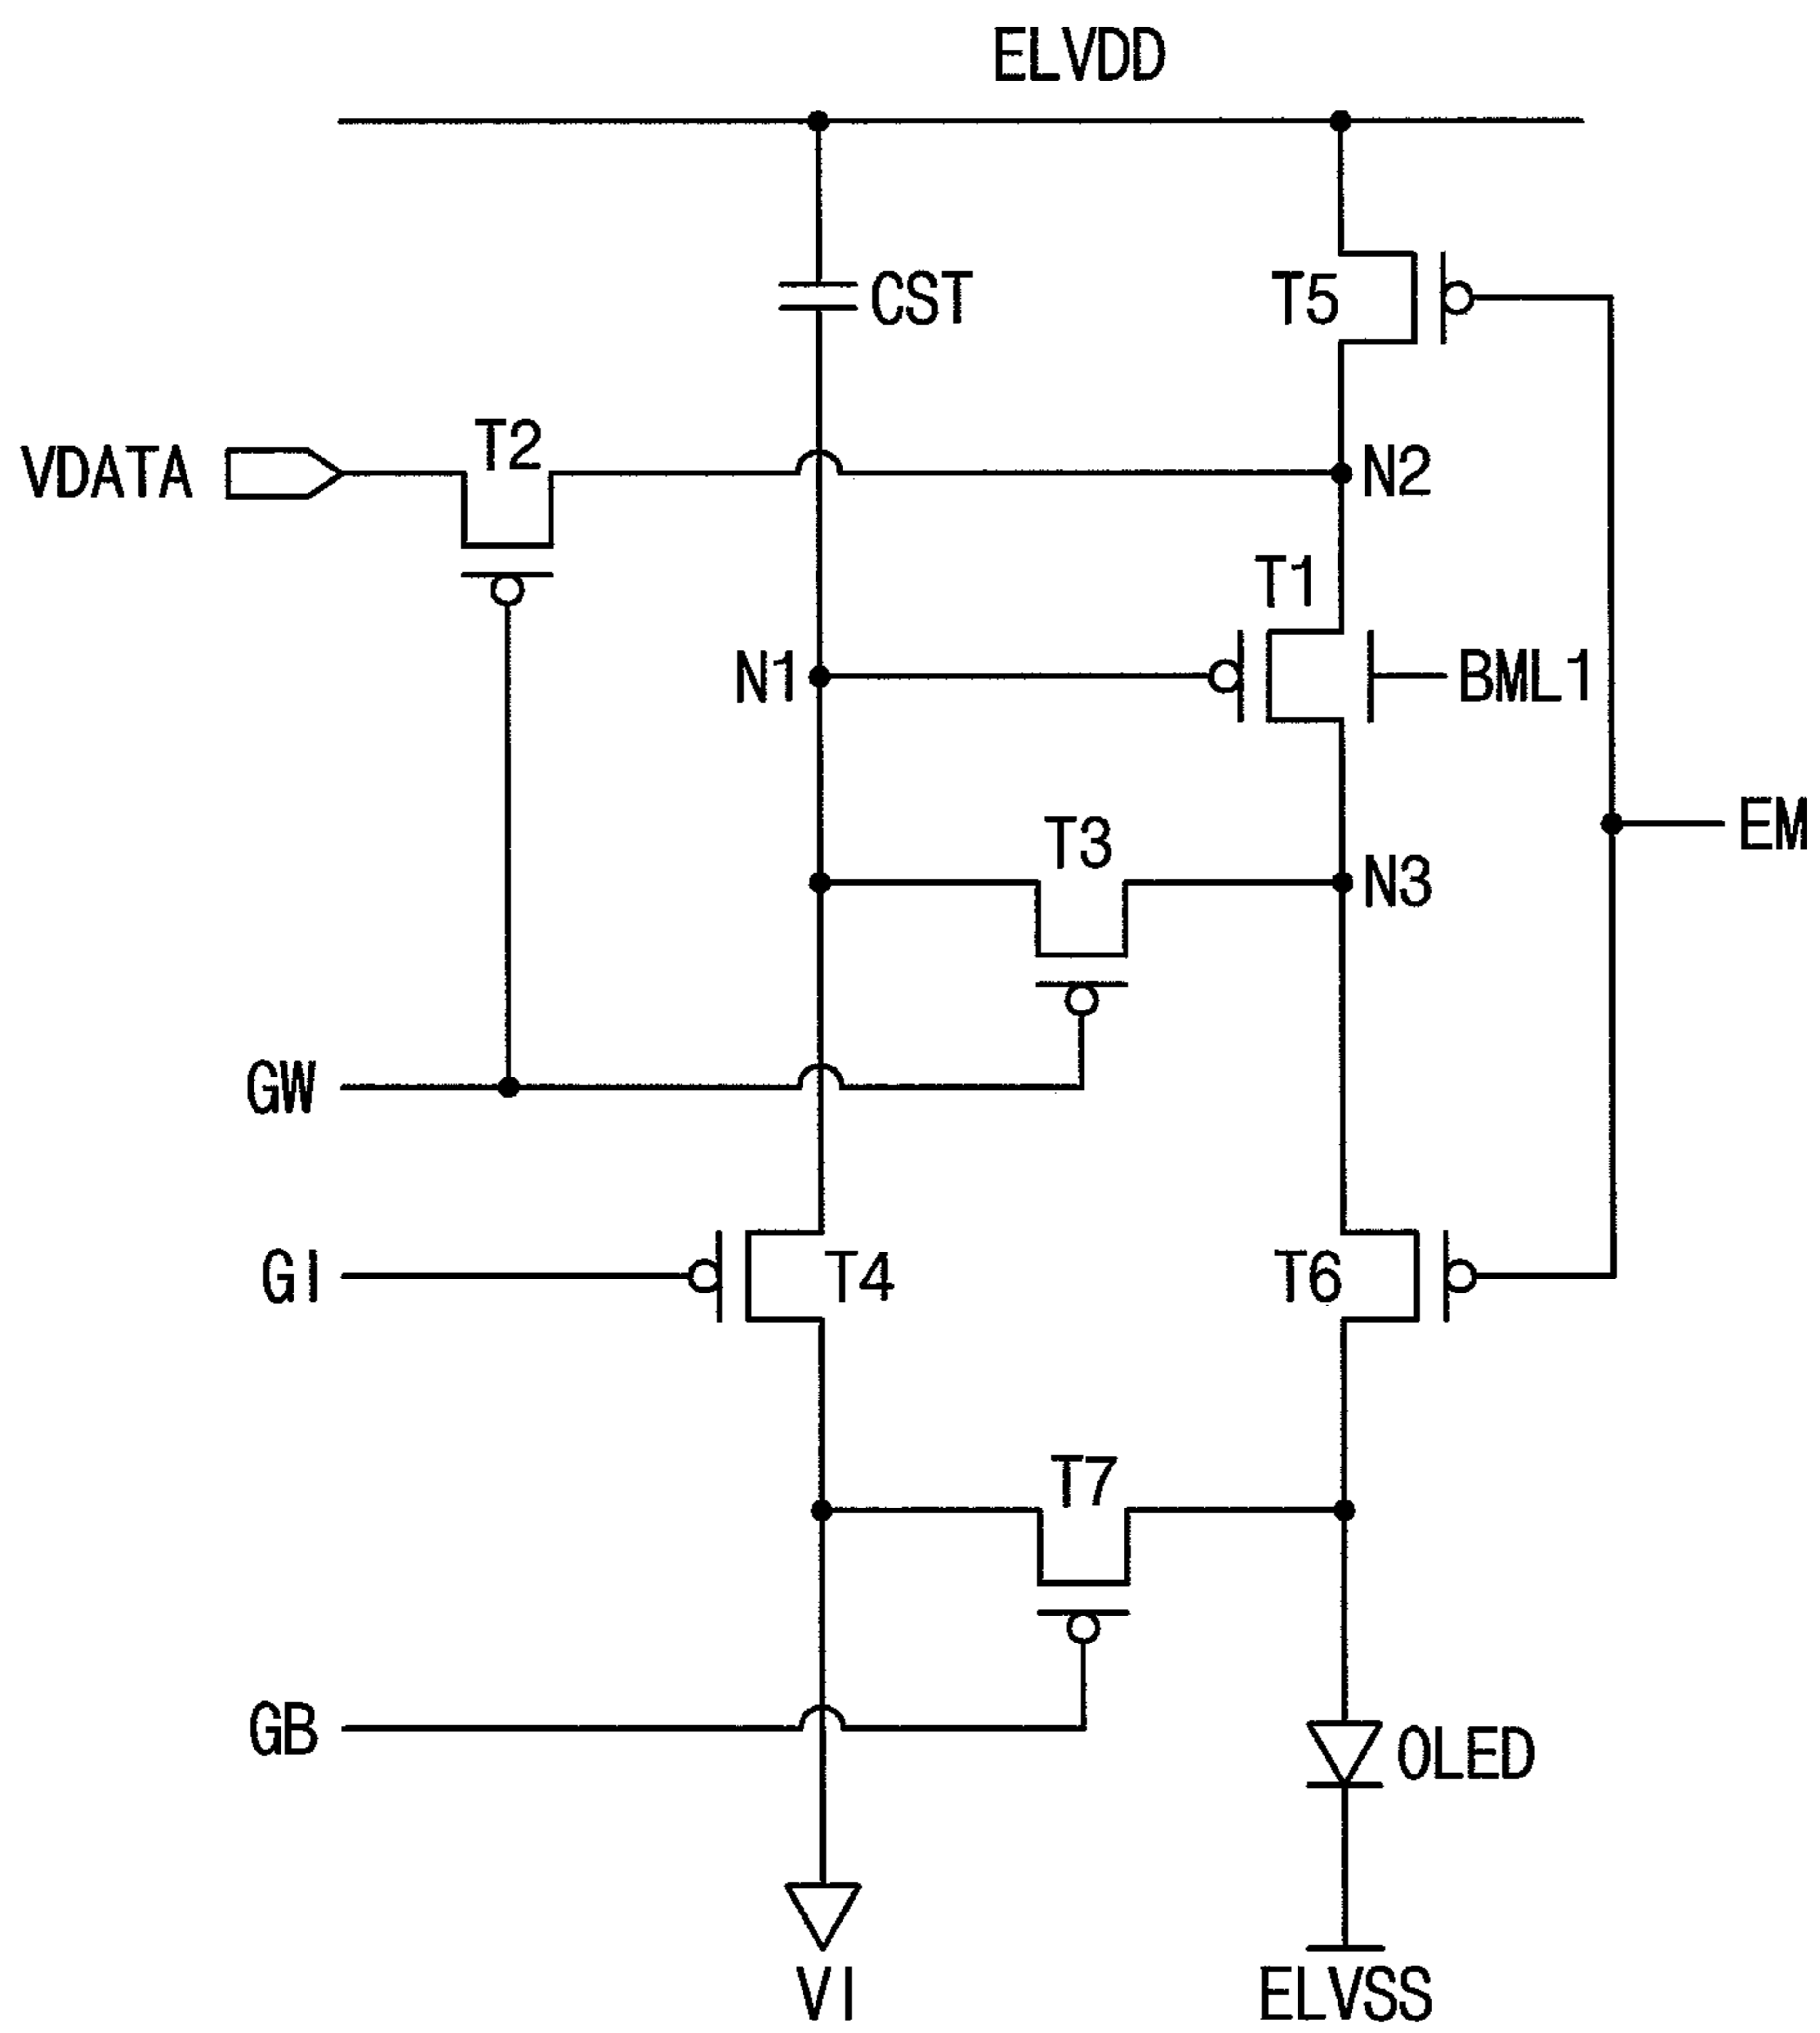 ELVDD
CST
T5
T2
VDATA
N2
T1
N1
BML1
T3
EM
N3
GW
GI
T4
T6
T7
GB
OLED
VI
ELVSS